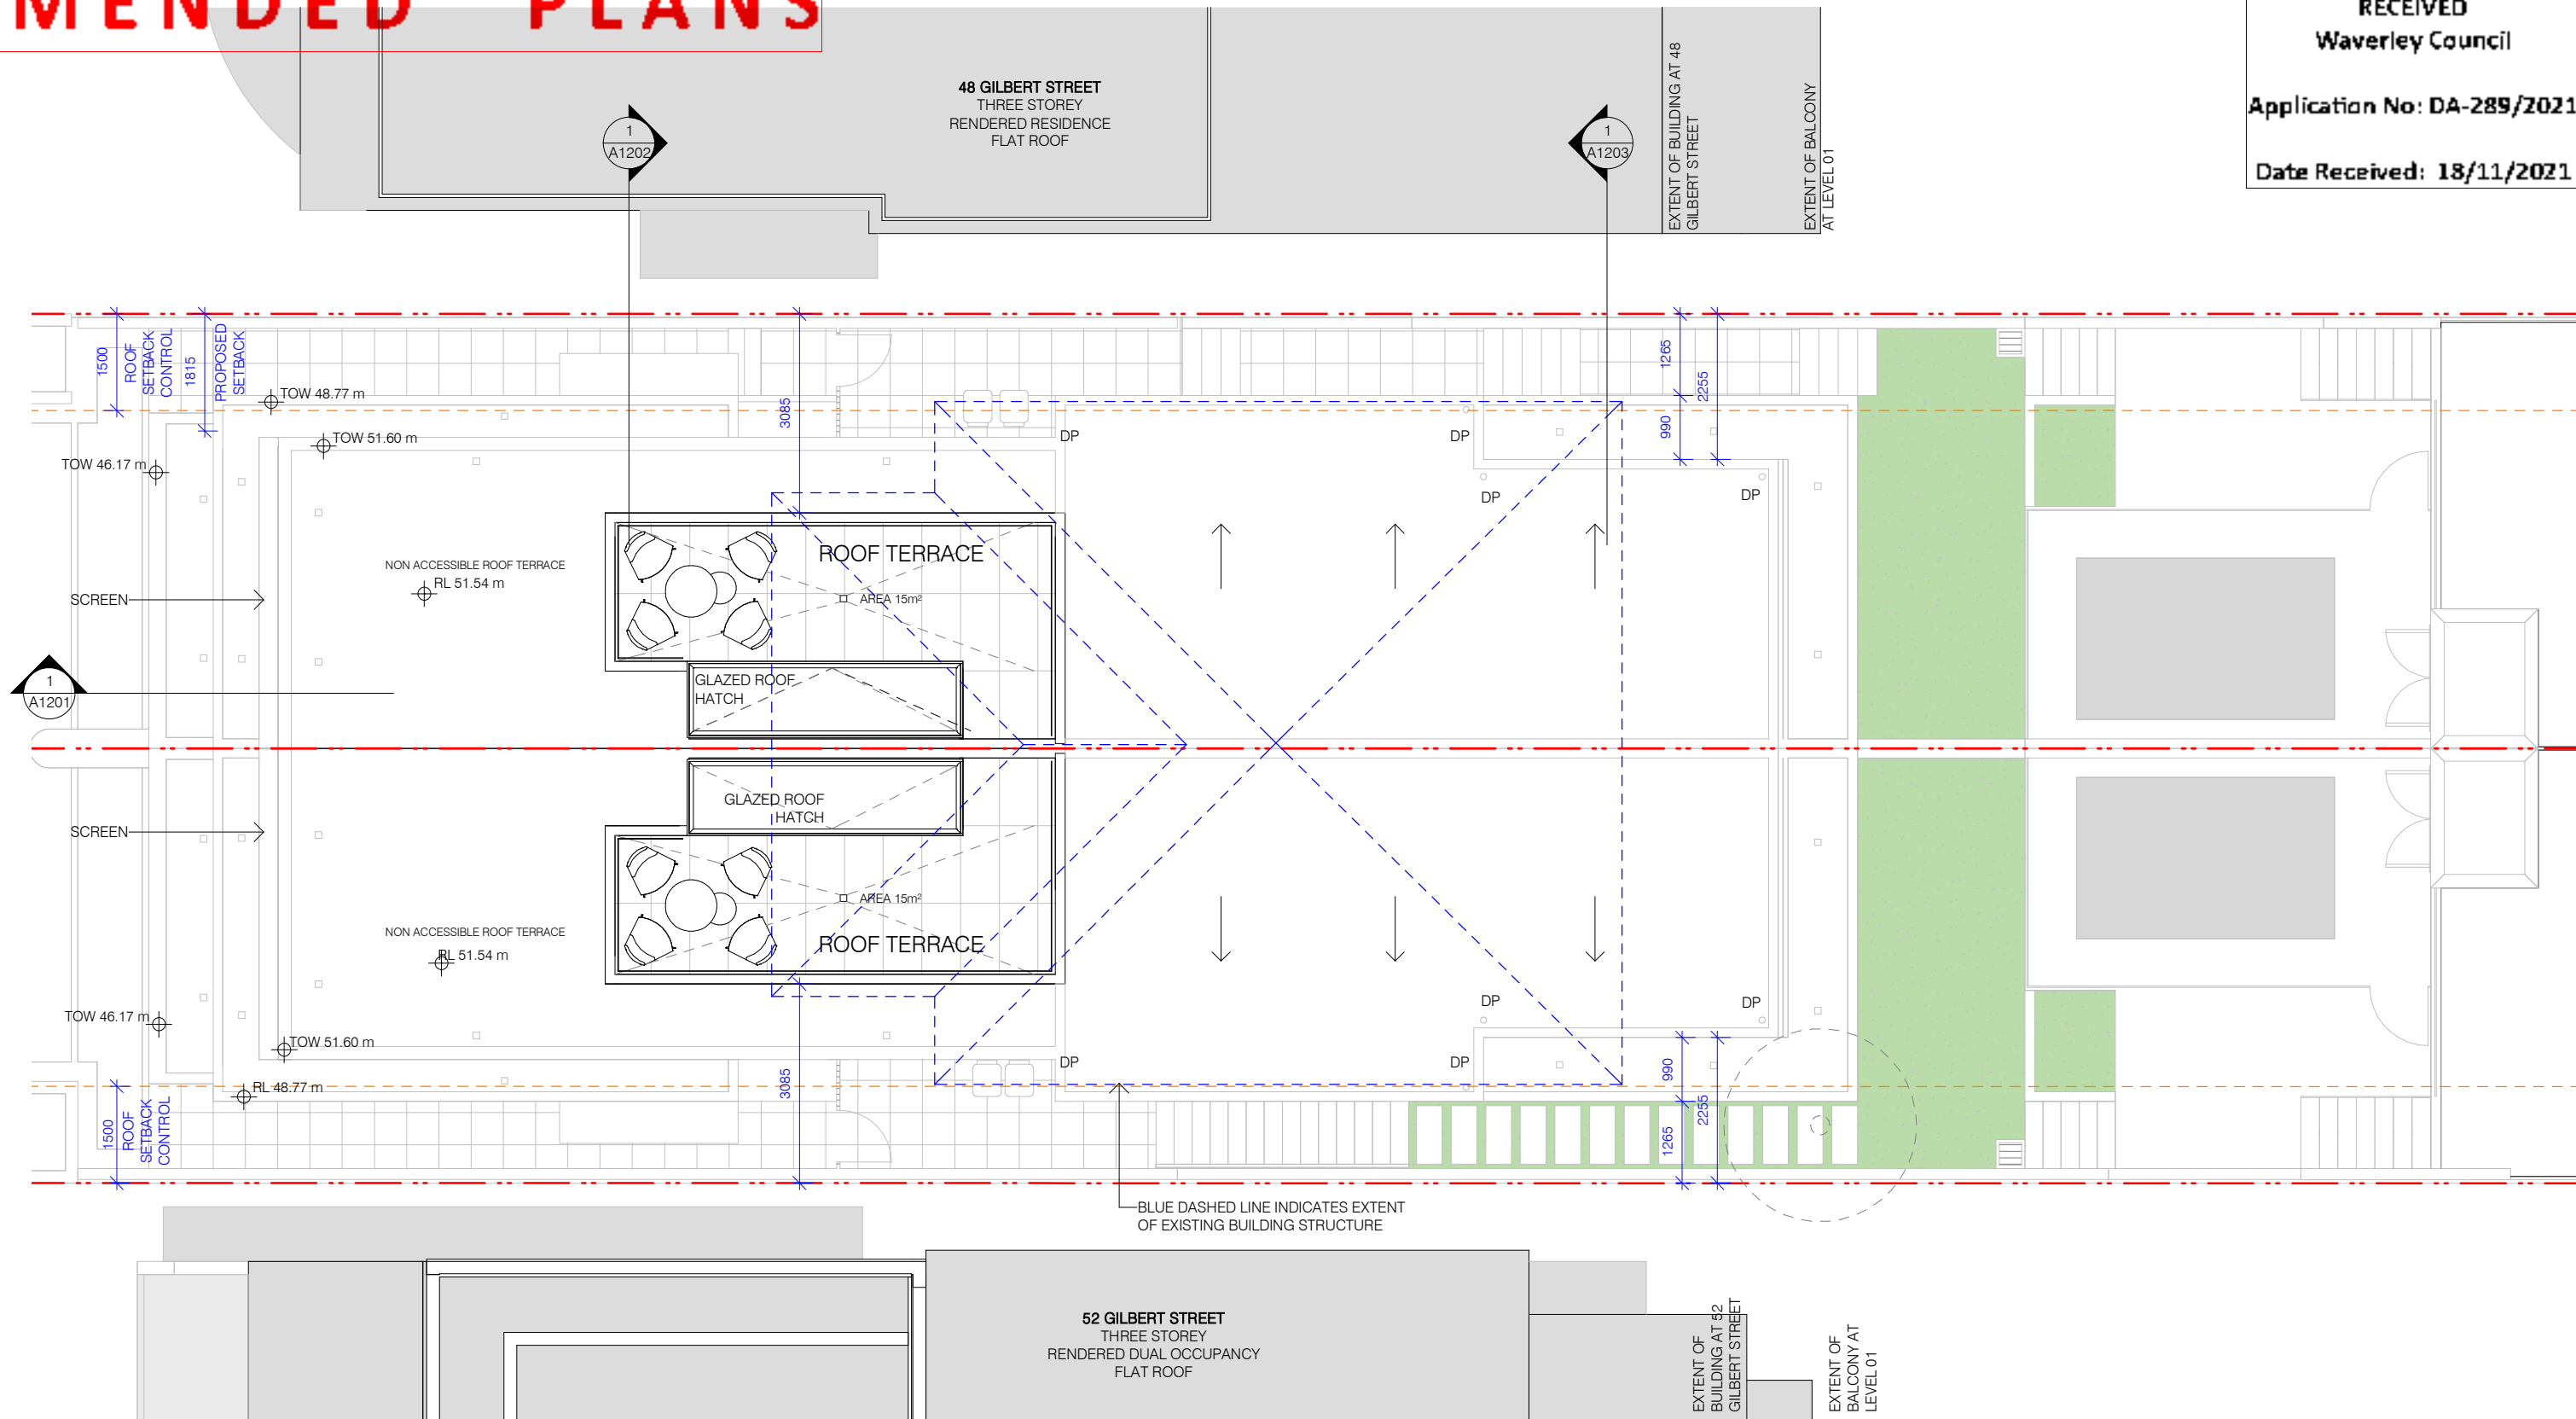 MENDED PLANS
RECEIVED
Waverley Council
Application No: DA-289/2021
Date Received: 18/11/2021
48 GILBERT STREET
THREE STOREY
RENDERED RESIDENCE
FLAT ROOF
EXTENT OF BUILDING AT 48
GILBERT STREET
EXTENT OF BALCONY
AT LEVEL 01
1
A1202
1
A1203
1500
ROOF
SETBACK
CONTROL
1815
PROPOSED
SETBACK
3085
1265
2255
990
TOW 48.77 m
TOW 51.60 m
TOW 46.17 m
DP
DP
DP
DP
NON ACCESSIBLE ROOF TERRACE
RL 51.54 m
SCREEN
ROOF TERRACE
AREA 15m²
GLAZED ROOF
HATCH
1
A1201
GLAZED ROOF
HATCH
SCREEN
AREA 15m²
ROOF TERRACE
NON ACCESSIBLE ROOF TERRACE
RL 51.54 m
TOW 46.17 m
TOW 51.60 m
RL 48.77 m
DP
DP
DP
DP
1500
ROOF
SETBACK
CONTROL
3085
990
2255
1265
BLUE DASHED LINE INDICATES EXTENT
OF EXISTING BUILDING STRUCTURE
52 GILBERT STREET
THREE STOREY
RENDERED DUAL OCCUPANCY
FLAT ROOF
EXTENT OF
BUILDING AT 52
GILBERT STREET
EXTENT OF
BALCONY AT
LEVEL 01